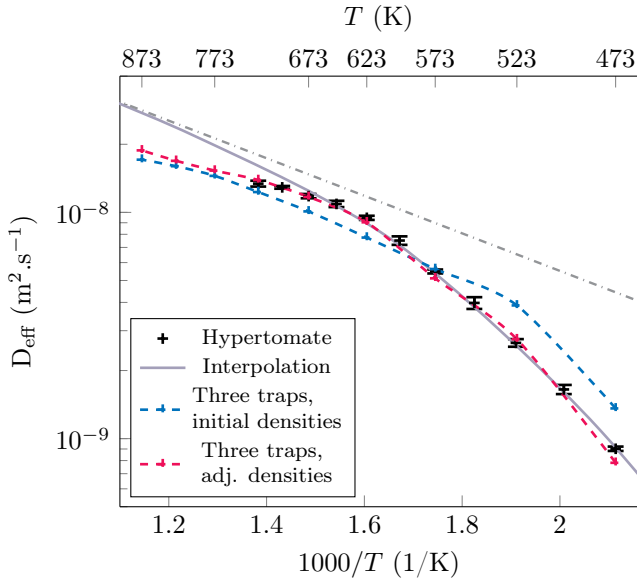 T (K)
873 773 673 623 573 523 473
D_eff (m².s⁻¹)
10⁻⁸
10⁻⁹
Hypertomate
Interpolation
Three traps,
initial densities
Three traps,
adj. densities
1.2 1.4 1.6 1.8 2
1000/T (1/K)